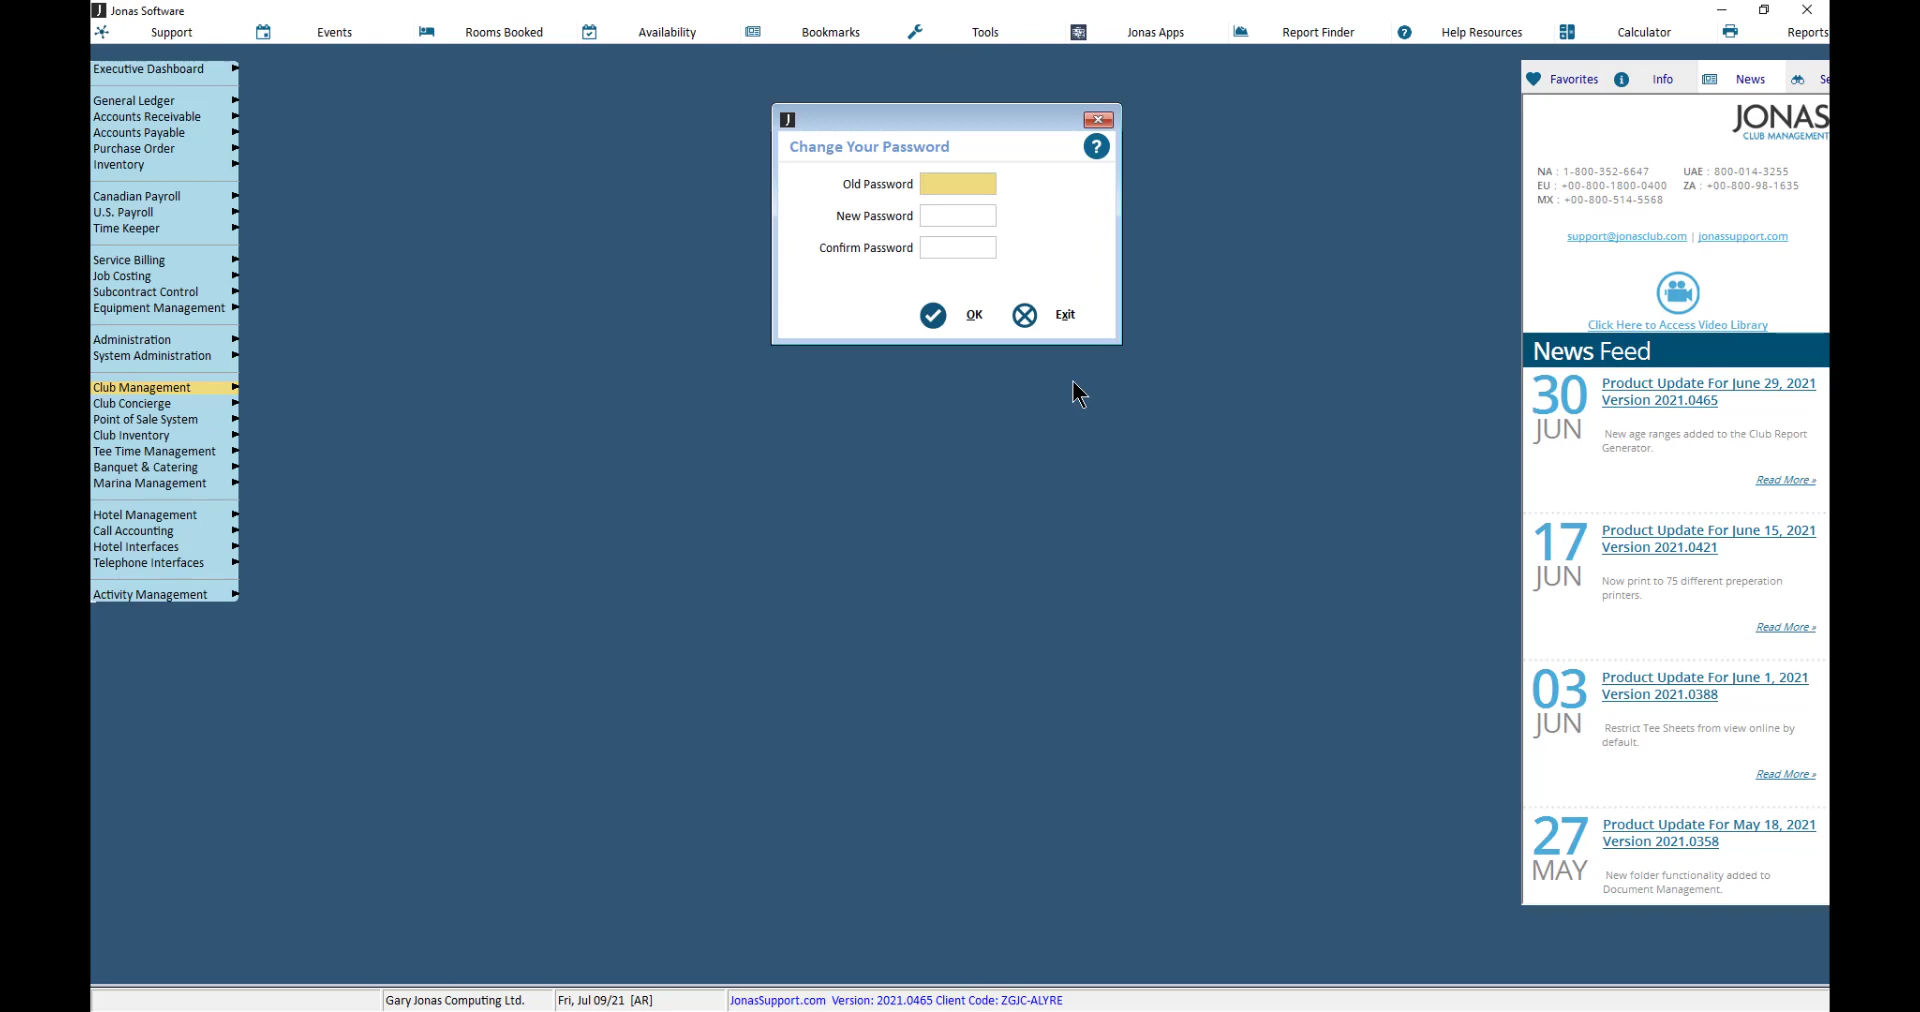 J Jonas Software
Support Events Rooms Booked Availability Bookmarks Tools Jonas Apps Report Finder Help Resources Calculator Reports
Executive Dashboard
General Ledger
Accounts Receivable
Accounts Payable
Purchase Order
Inventory
Canadian Payroll
U.S. Payroll
Time Keeper
Service Billing
Job Costing
Subcontract Control
Equipment Management
Administration
System Administration
Club Management
Club Concierge
Point of Sale System
Club Inventory
Tee Time Management
Banquet & Catering
Marina Management
Hotel Management
Call Accounting
Hotel Interfaces
Telephone Interfaces
Activity Management
J
Change Your Password ?
Old Password
New Password
Confirm Password
OK Exit
Favorites Info News Se
JONAS
CLUB MANAGEMENT
NA : 1-800-352-6647 UAE : 800-014-3255
EU : +00-800-1800-0400 ZA : +00-800-98-1635
MX : +00-800-514-5568
support@jonasclub.com | jonassupport.com
Click Here to Access Video Library
News Feed
30 JUN
Product Update For June 29, 2021
Version 2021.0465
New age ranges added to the Club Report
Generator.
Read More »
17 JUN
Product Update For June 15, 2021
Version 2021.0421
Now print to 75 different preperation
printers.
Read More »
03 JUN
Product Update For June 1, 2021
Version 2021.0388
Restrict Tee Sheets from view online by
default.
Read More »
27 MAY
Product Update For May 18, 2021
Version 2021.0358
New folder functionality added to
Document Management.
Gary Jonas Computing Ltd. Fri, Jul 09/21 [AR] JonasSupport.com Version: 2021.0465 Client Code: ZGJC-ALYRE